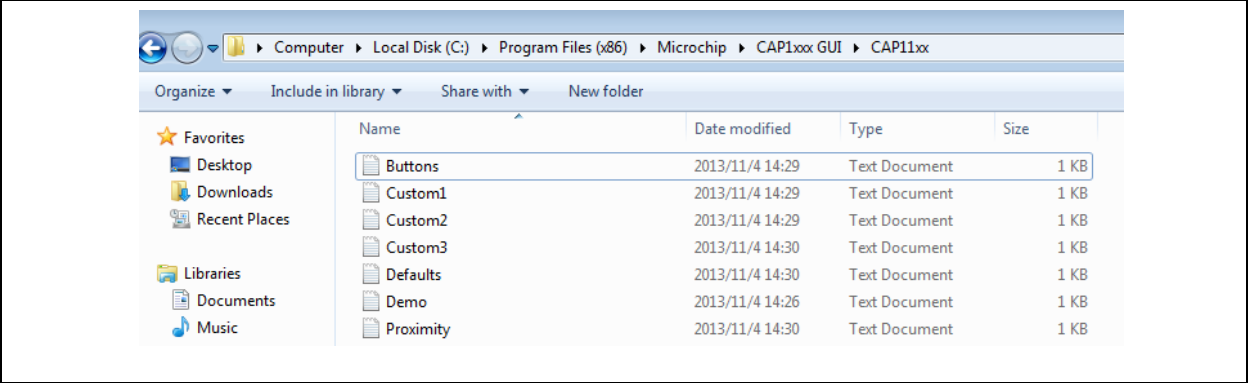 Computer Local Disk (C:) Program Files (x86) Microchip CAP1xxx GUI CAP11xx
Organize Include in library Share with New folder
Favorites
Desktop
Downloads
Recent Places
Libraries
Documents
Music
Name Date modified Type Size
Buttons 2013/11/4 14:29 Text Document 1 KB
Custom1 2013/11/4 14:29 Text Document 1 KB
Custom2 2013/11/4 14:29 Text Document 1 KB
Custom3 2013/11/4 14:30 Text Document 1 KB
Defaults 2013/11/4 14:30 Text Document 1 KB
Demo 2013/11/4 14:26 Text Document 1 KB
Proximity 2013/11/4 14:30 Text Document 1 KB